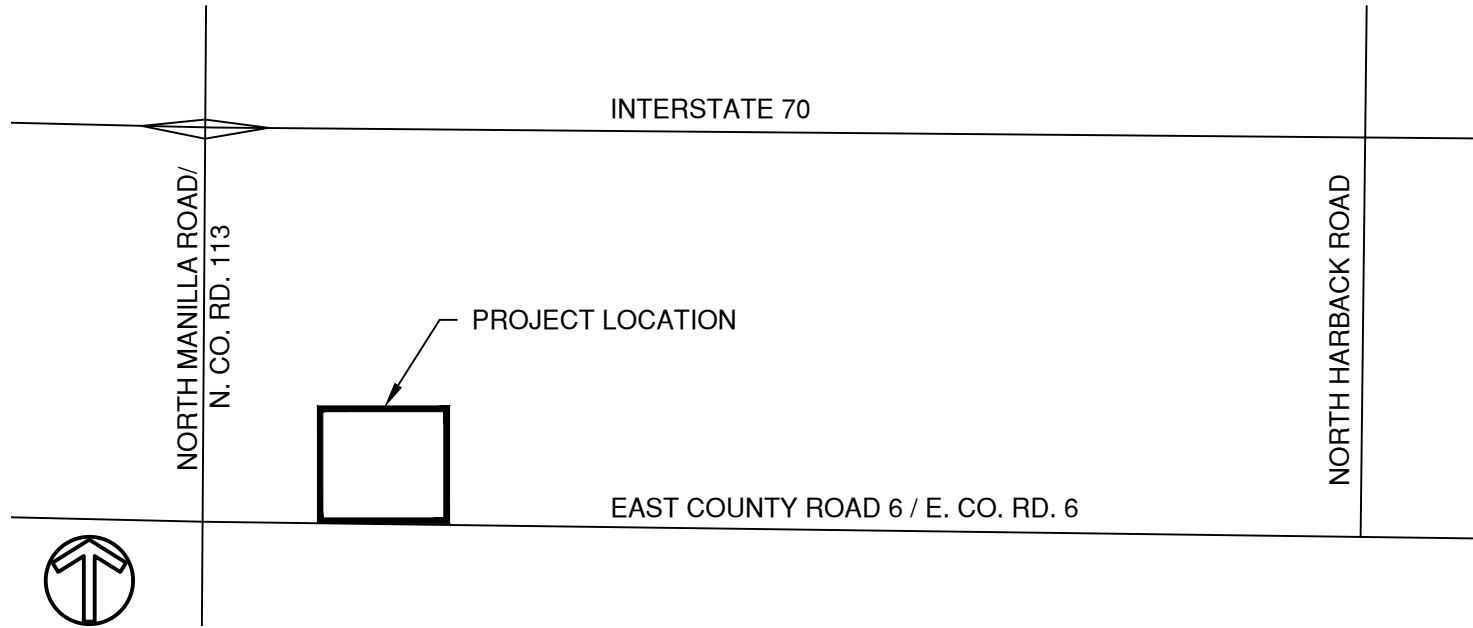 INTERSTATE 70
NORTH MANILLA ROAD/
N. CO. RD. 113
NORTH HARBACK ROAD
PROJECT LOCATION
EAST COUNTY ROAD 6 / E. CO. RD. 6